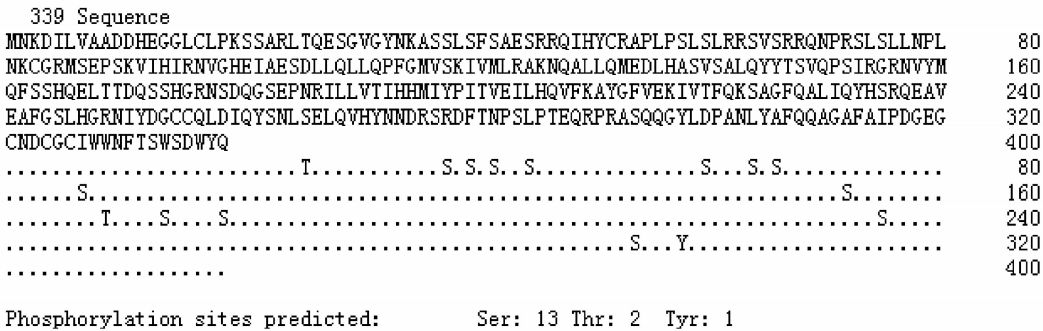 339 Sequence
MNKDILVAADDHEGGLCLPKSSARLTQESGVGYNKASSLSFSAESRRQIHYCRAPLPSLSLRRSVSRRQNPRSLSLLNPL 80
NKCGRMSEPSKVIHIRNVGHEIAESDLLQLLQPFGMVSKIVMLRAKNQALLQMEDLHASVSALQYYTSVQPSIRGRNVYM 160
QFSSHQELTTDQSSHGRNSDQGSEPNRILLVTIHHMIYPITVEILHQVFKAYGFVEKIVTFQKSAGFQALIQYHSRQEAV 240
EAFGSLHGRNIYDGCCQLDIQYSNLSELQVHYNNDRSRDFTNPSLPTEQRPRASQQGYLDPANLYAFQQAGAFAIPDGEG 320
CNDCGCIWWNFTSWSDWYQ 400
.........................T...........S.S.S..S..............S...S.S.............. 80
......S................................................................S........ 160
........T....S....S.......................................................S..... 240
.....................................................S...Y...................... 320
................... 400
Phosphorylation sites predicted: Ser: 13 Thr: 2 Tyr: 1